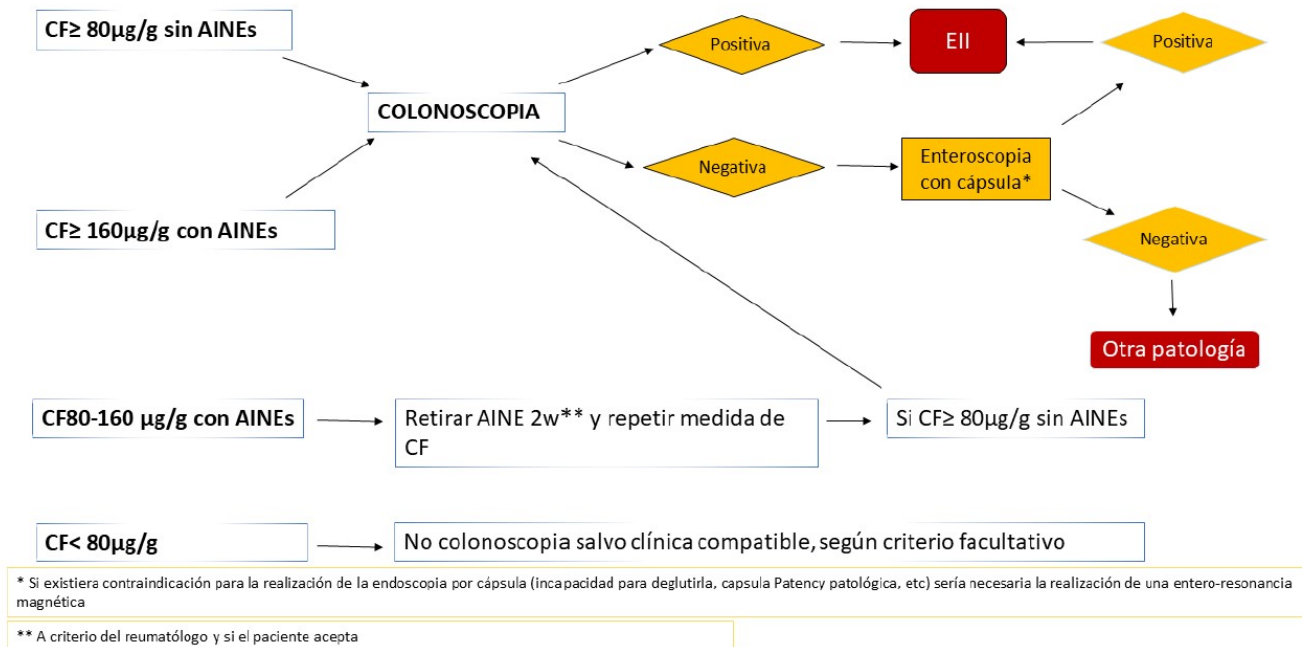 CF≥ 80µg/g sin AINEs
Positiva
EII
Positiva
COLONOSCOPIA
Negativa
Enteroscopia
con cápsula*
CF≥ 160µg/g con AINEs
Negativa
Otra patología
CF80-160 µg/g con AINEs
Retirar AINE 2w** y repetir medida de
CF
Si CF≥ 80µg/g sin AINEs
CF< 80µg/g
No colonoscopia salvo clínica compatible, según criterio facultativo
* Si existiera contraindicación para la realización de la endoscopia por cápsula (incapacidad para deglutirla, capsula Patency patológica, etc) sería necesaria la realización de una entero-resonancia
magnética
** A criterio del reumatólogo y si el paciente acepta